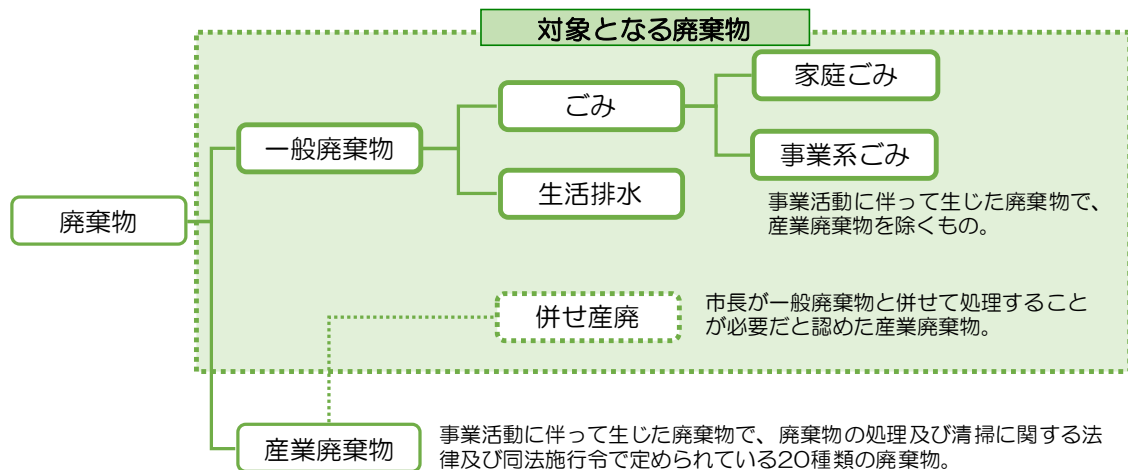 対象となる廃棄物
家庭ごみ
ごみ
一般廃棄物
事業系ごみ
生活排水
事業活動に伴って生じた廃棄物で、
産業廃棄物を除くもの。
廃棄物
併せ産廃
市長が一般廃棄物と併せて処理すること
が必要だと認めた産業廃棄物。
産業廃棄物
事業活動に伴って生じた廃棄物で、廃棄物の処理及び清掃に関する法
律及び同法施行令で定められている20種類の廃棄物。